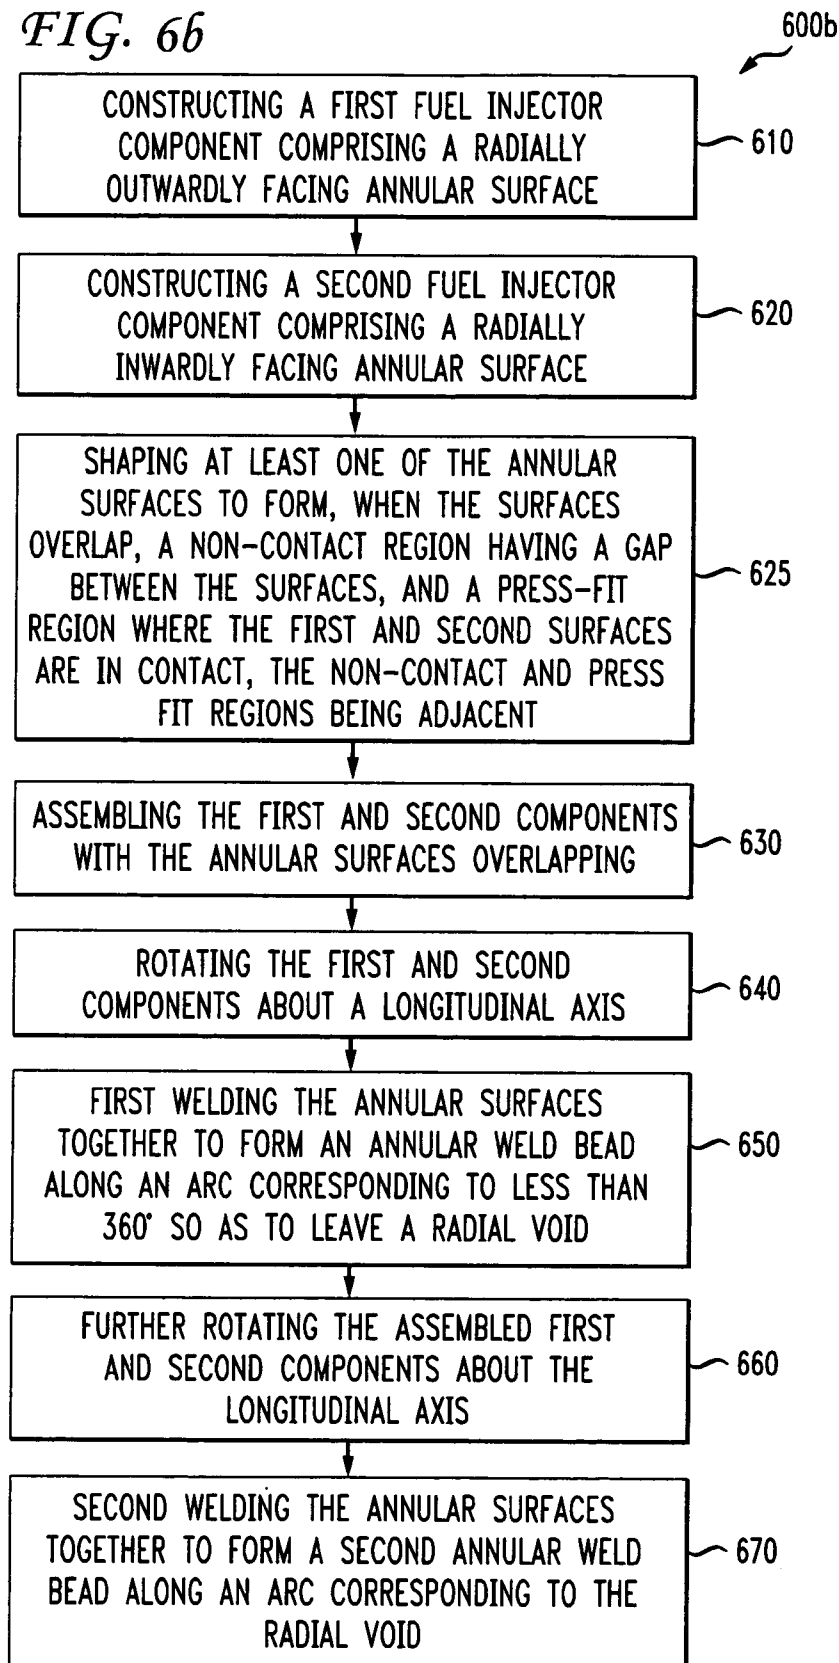 FIG. 6b
600b
CONSTRUCTING A FIRST FUEL INJECTOR
COMPONENT COMPRISING A RADIALLY
OUTWARDLY FACING ANNULAR SURFACE
610
CONSTRUCTING A SECOND FUEL INJECTOR
COMPONENT COMPRISING A RADIALLY
INWARDLY FACING ANNULAR SURFACE
620
SHAPING AT LEAST ONE OF THE ANNULAR
SURFACES TO FORM, WHEN THE SURFACES
OVERLAP, A NON-CONTACT REGION HAVING A GAP
BETWEEN THE SURFACES, AND A PRESS-FIT
REGION WHERE THE FIRST AND SECOND SURFACES
ARE IN CONTACT, THE NON-CONTACT AND PRESS
FIT REGIONS BEING ADJACENT
625
ASSEMBLING THE FIRST AND SECOND COMPONENTS
WITH THE ANNULAR SURFACES OVERLAPPING
630
ROTATING THE FIRST AND SECOND
COMPONENTS ABOUT A LONGITUDINAL AXIS
640
FIRST WELDING THE ANNULAR SURFACES
TOGETHER TO FORM AN ANNULAR WELD BEAD
ALONG AN ARC CORRESPONDING TO LESS THAN
360° SO AS TO LEAVE A RADIAL VOID
650
FURTHER ROTATING THE ASSEMBLED FIRST
AND SECOND COMPONENTS ABOUT THE
LONGITUDINAL AXIS
660
SECOND WELDING THE ANNULAR SURFACES
TOGETHER TO FORM A SECOND ANNULAR WELD
BEAD ALONG AN ARC CORRESPONDING TO THE
RADIAL VOID
670